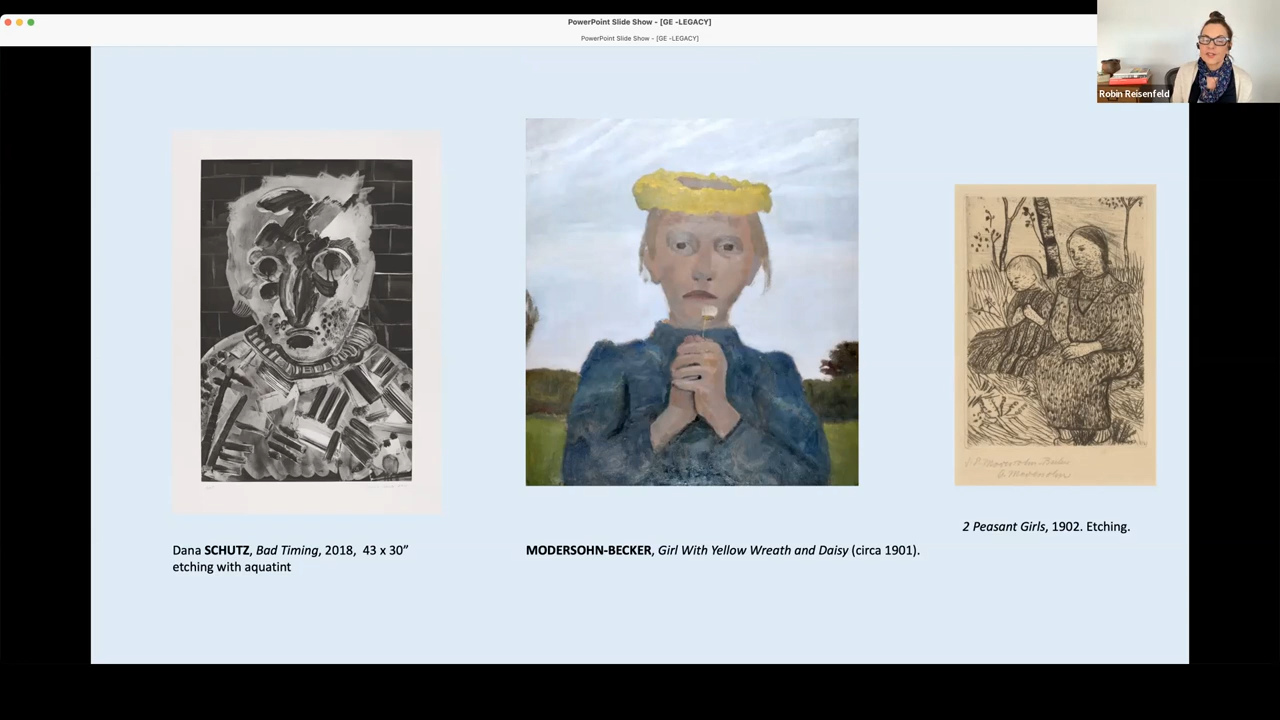 PowerPoint Slide Show - [GE -LEGACY]
PowerPoint Slide Show - [GE -LEGACY]
Robin Reisenfeld
2 Peasant Girls, 1902. Etching.
Dana SCHUTZ, Bad Timing, 2018,  43 x 30”
etching with aquatint
MODERSOHN-BECKER, Girl With Yellow Wreath and Daisy (circa 1901).